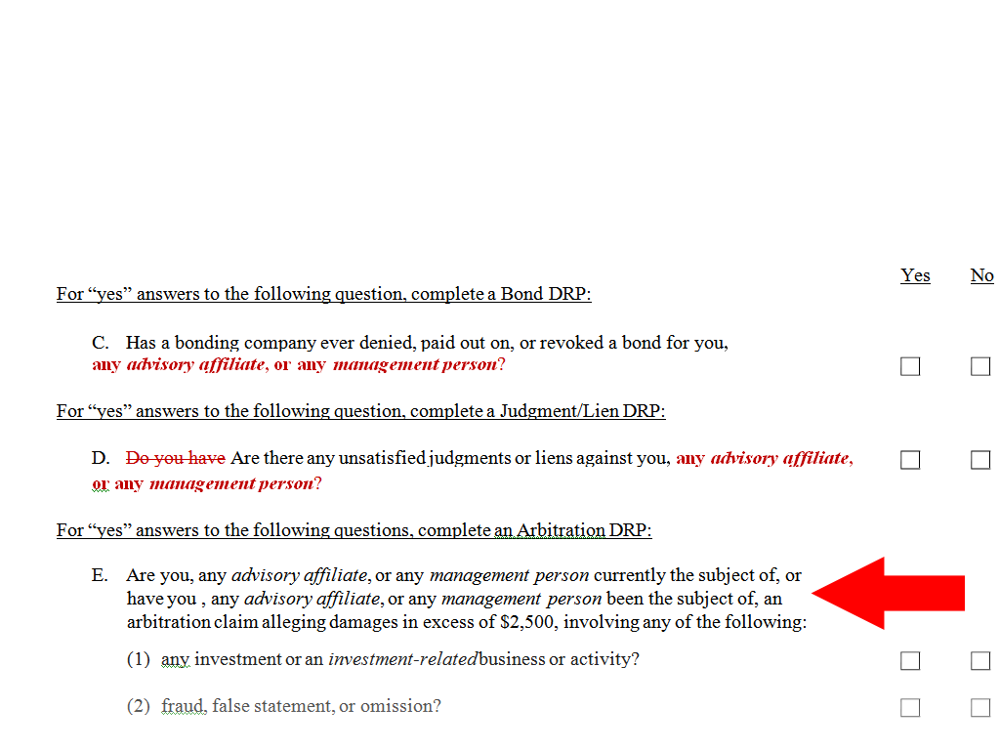 Yes No
For “yes” answers to the following question, complete a Bond DRP:
C. Has a bonding company ever denied, paid out on, or revoked a bond for you,
any advisory affiliate, or any management person?
For “yes” answers to the following question, complete a Judgment/Lien DRP:
D. Do you have Are there any unsatisfied judgments or liens against you, any advisory affiliate,
or any management person?
For “yes” answers to the following questions, complete an Arbitration DRP:
E. Are you, any advisory affiliate, or any management person currently the subject of, or
have you , any advisory affiliate, or any management person been the subject of, an
arbitration claim alleging damages in excess of $2,500, involving any of the following:
(1) any investment or an investment-related business or activity?
(2) fraud, false statement, or omission?